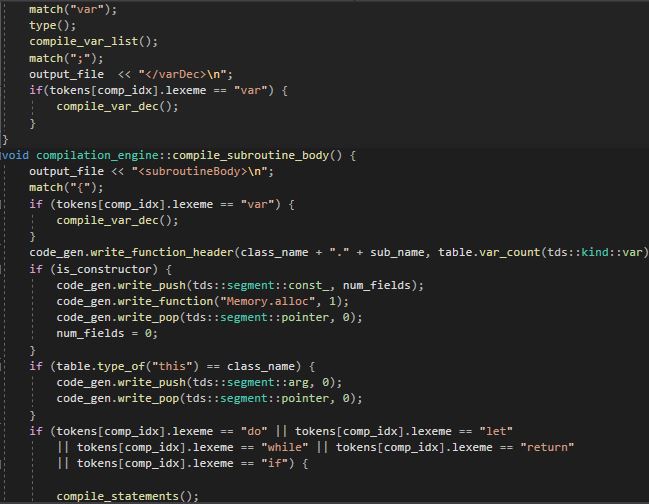 match("var");
type();
compile_var_list();
match(";");
output_file  << "</varDec>\n";
if(tokens[comp_idx].lexeme == "var") {
compile_var_dec();
}
}
void compilation_engine::compile_subroutine_body() {
output_file << "<subroutineBody>\n";
match("{");
if (tokens[comp_idx].lexeme == "var") {
compile_var_dec();
}
code_gen.write_function_header(class_name + "." + sub_name, table.var_count(tds::kind::var)
if (is_constructor) {
code_gen.write_push(tds::segment::const_, num_fields);
code_gen.write_function("Memory.alloc", 1);
code_gen.write_pop(tds::segment::pointer, 0);
num_fields = 0;
}
if (table.type_of("this") == class_name) {
code_gen.write_push(tds::segment::arg, 0);
code_gen.write_pop(tds::segment::pointer, 0);
}
if (tokens[comp_idx].lexeme == "do" || tokens[comp_idx].lexeme == "let"
|| tokens[comp_idx].lexeme == "while" || tokens[comp_idx].lexeme == "return"
|| tokens[comp_idx].lexeme == "if") {
compile_statements();